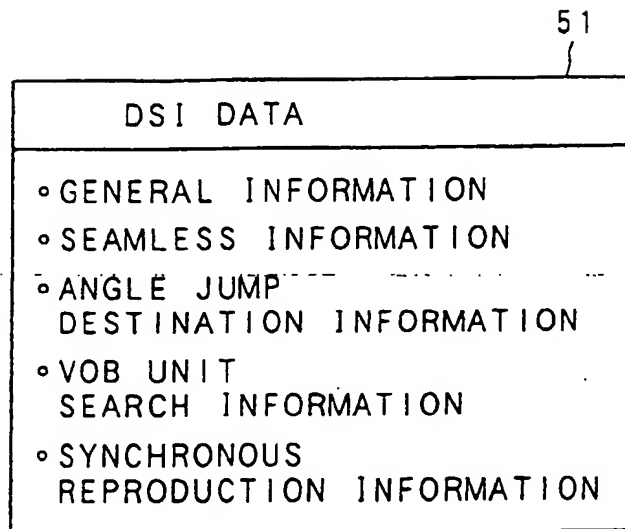 51
DSI DATA
∘GENERAL INFORMATION
∘SEAMLESS INFORMATION
∘ANGLE JUMP
DESTINATION INFORMATION
∘VOB UNIT
SEARCH INFORMATION
∘SYNCHRONOUS
REPRODUCTION INFORMATION